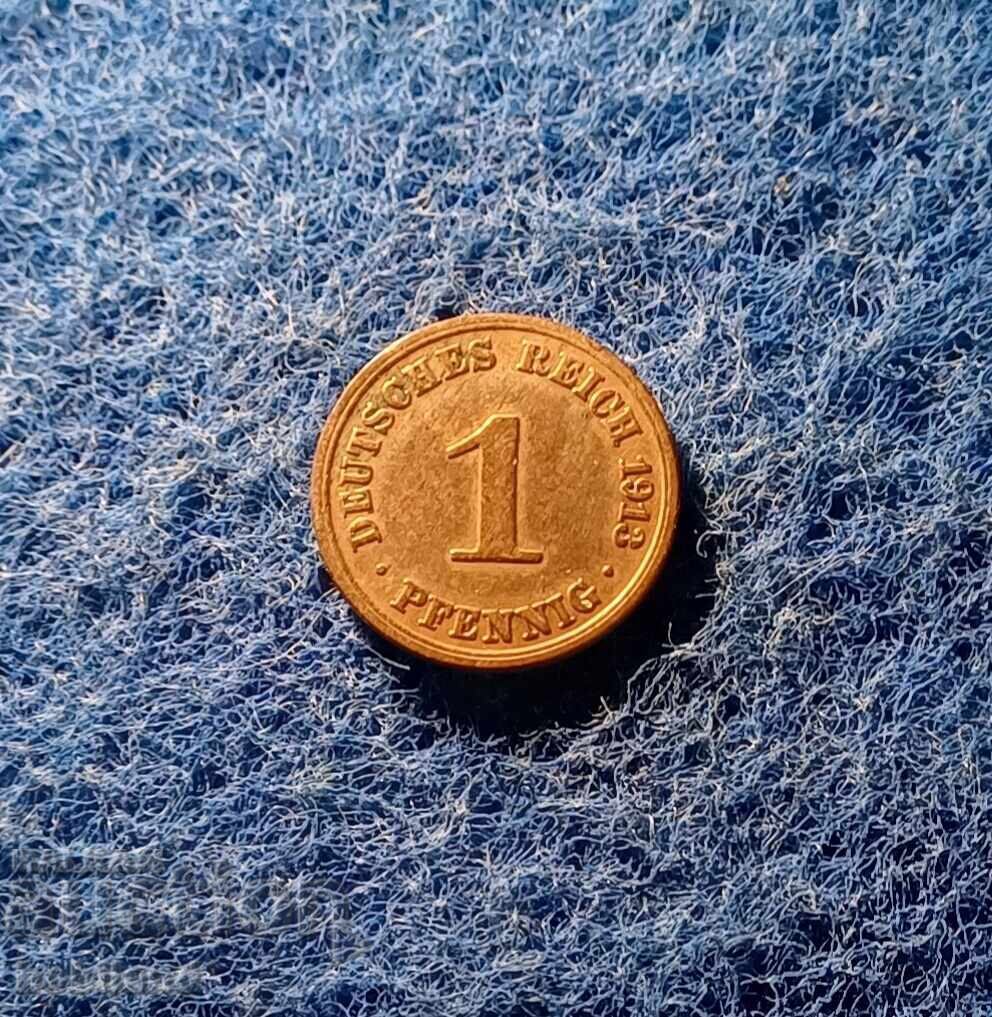 DEUTSCHES REICH 1913
1
• PFENNIG •